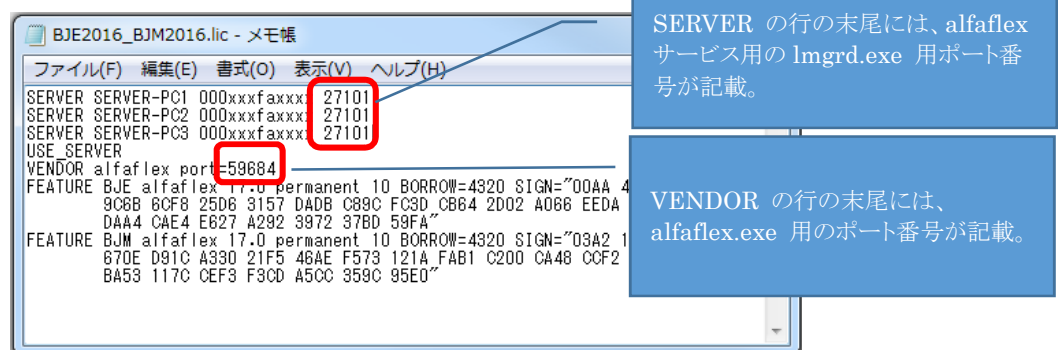 BJE2016_BJM2016.lic - メモ帳
ファイル(F) 編集(E) 書式(O) 表示(V) ヘルプ(H)
SERVER SERVER-PC1 000xxxfaxxx 27101
SERVER SERVER-PC2 000xxxfaxxx 27101
SERVER SERVER-PC3 000xxxfaxxx 27101
USE_SERVER
VENDOR alfaflex port=59684
FEATURE BJE alfaflex 17.0 permanent 10 BORROW=4320 SIGN="00AA 4
9C6B 6CF8 25D6 3157 DADB C89C FC3D CB64 2D02 A066 EEDA
DAA4 CAE4 E627 A292 3972 37BD 59FA"
FEATURE BJM alfaflex 17.0 permanent 10 BORROW=4320 SIGN="03A2 1
670E D91C A330 21F5 46AE F573 121A FAB1 C200 CA48 CCF2
BA53 117C CEF3 F3CD A5CC 359C 95E0"
SERVER の行の末尾には、alfaflex
サービス用の lmgrd.exe 用ポート番
号が記載。
VENDOR の行の末尾には、
alfaflex.exe 用のポート番号が記載。